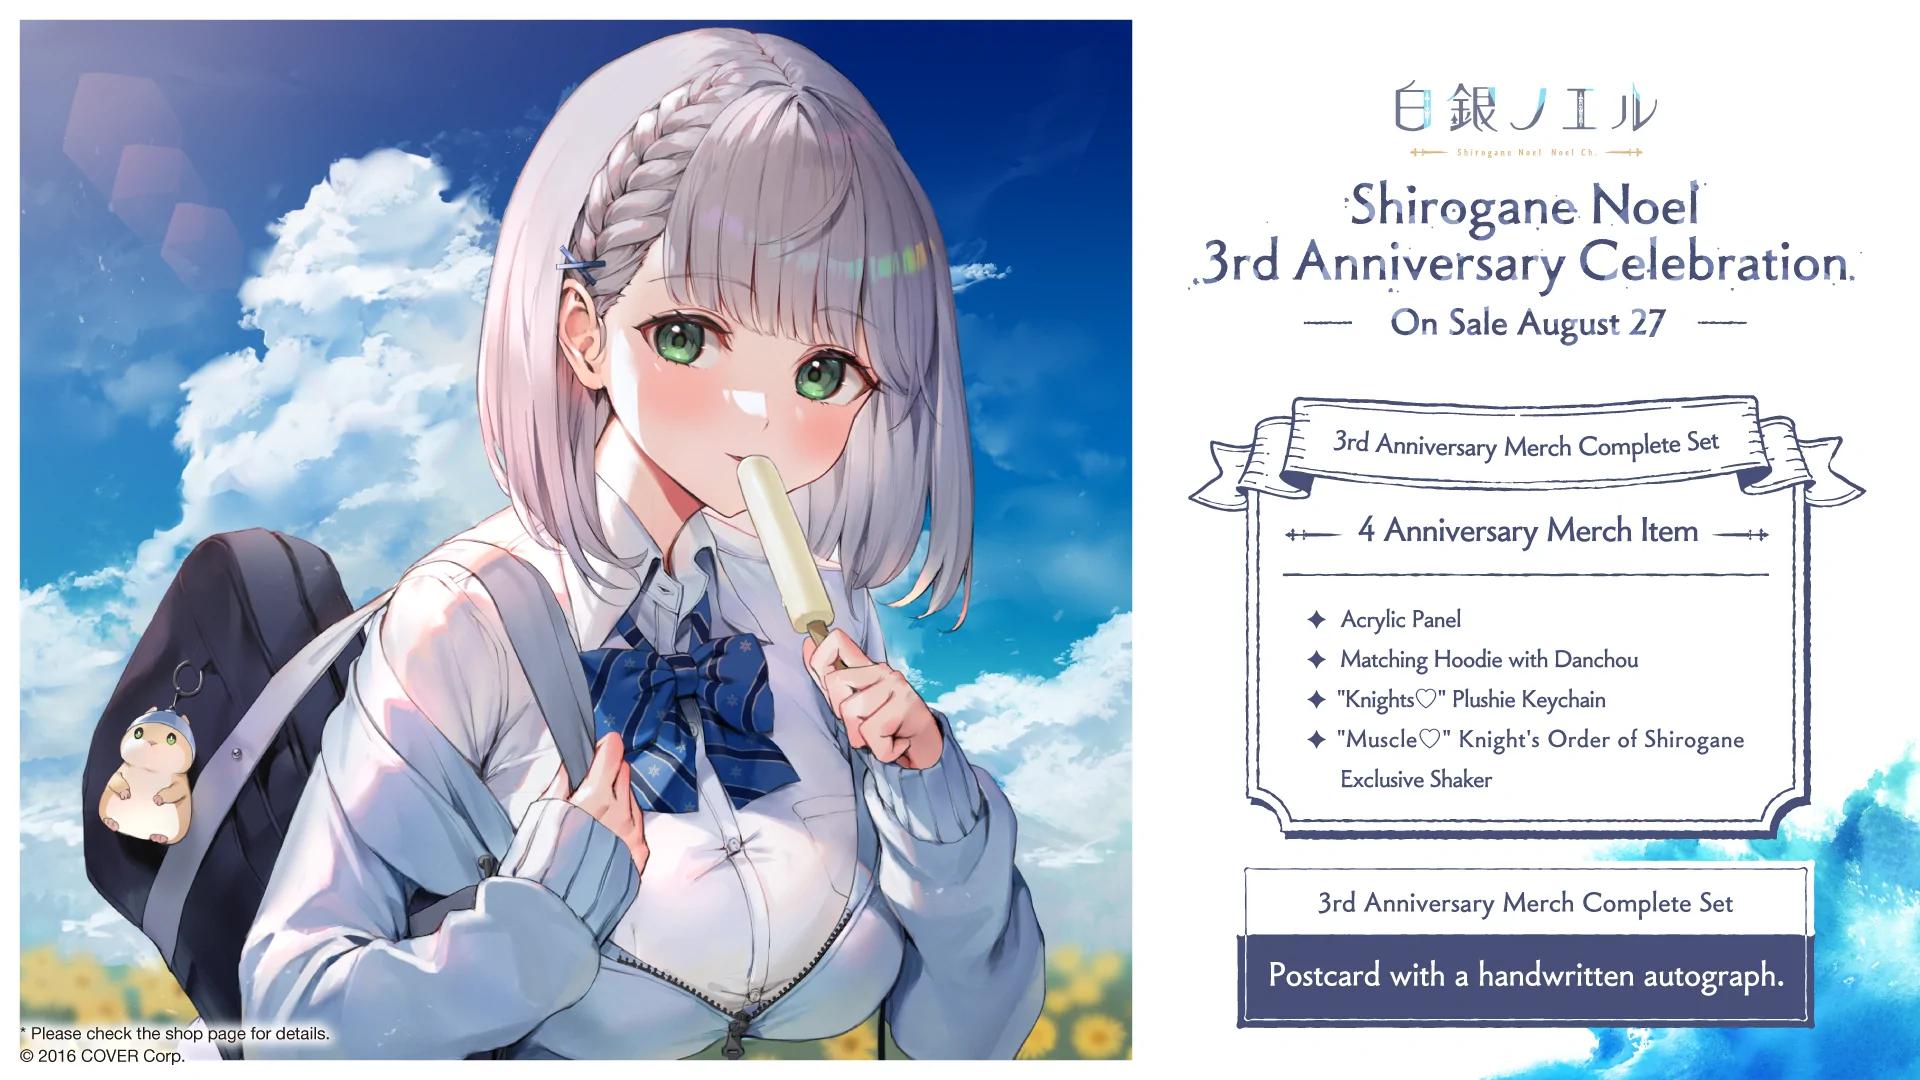 白銀ノエル
Shirogane Noel Noel Ch.
Shirogane Noel
3rd Anniversary Celebration
On Sale August 27
3rd Anniversary Merch Complete Set
4 Anniversary Merch Item
✦ Acrylic Panel
✦ Matching Hoodie with Danchou
✦ "Knights♡" Plushie Keychain
✦ "Muscle♡" Knight's Order of Shirogane
Exclusive Shaker
3rd Anniversary Merch Complete Set
Postcard with a handwritten autograph.
* Please check the shop page for details.
© 2016 COVER Corp.